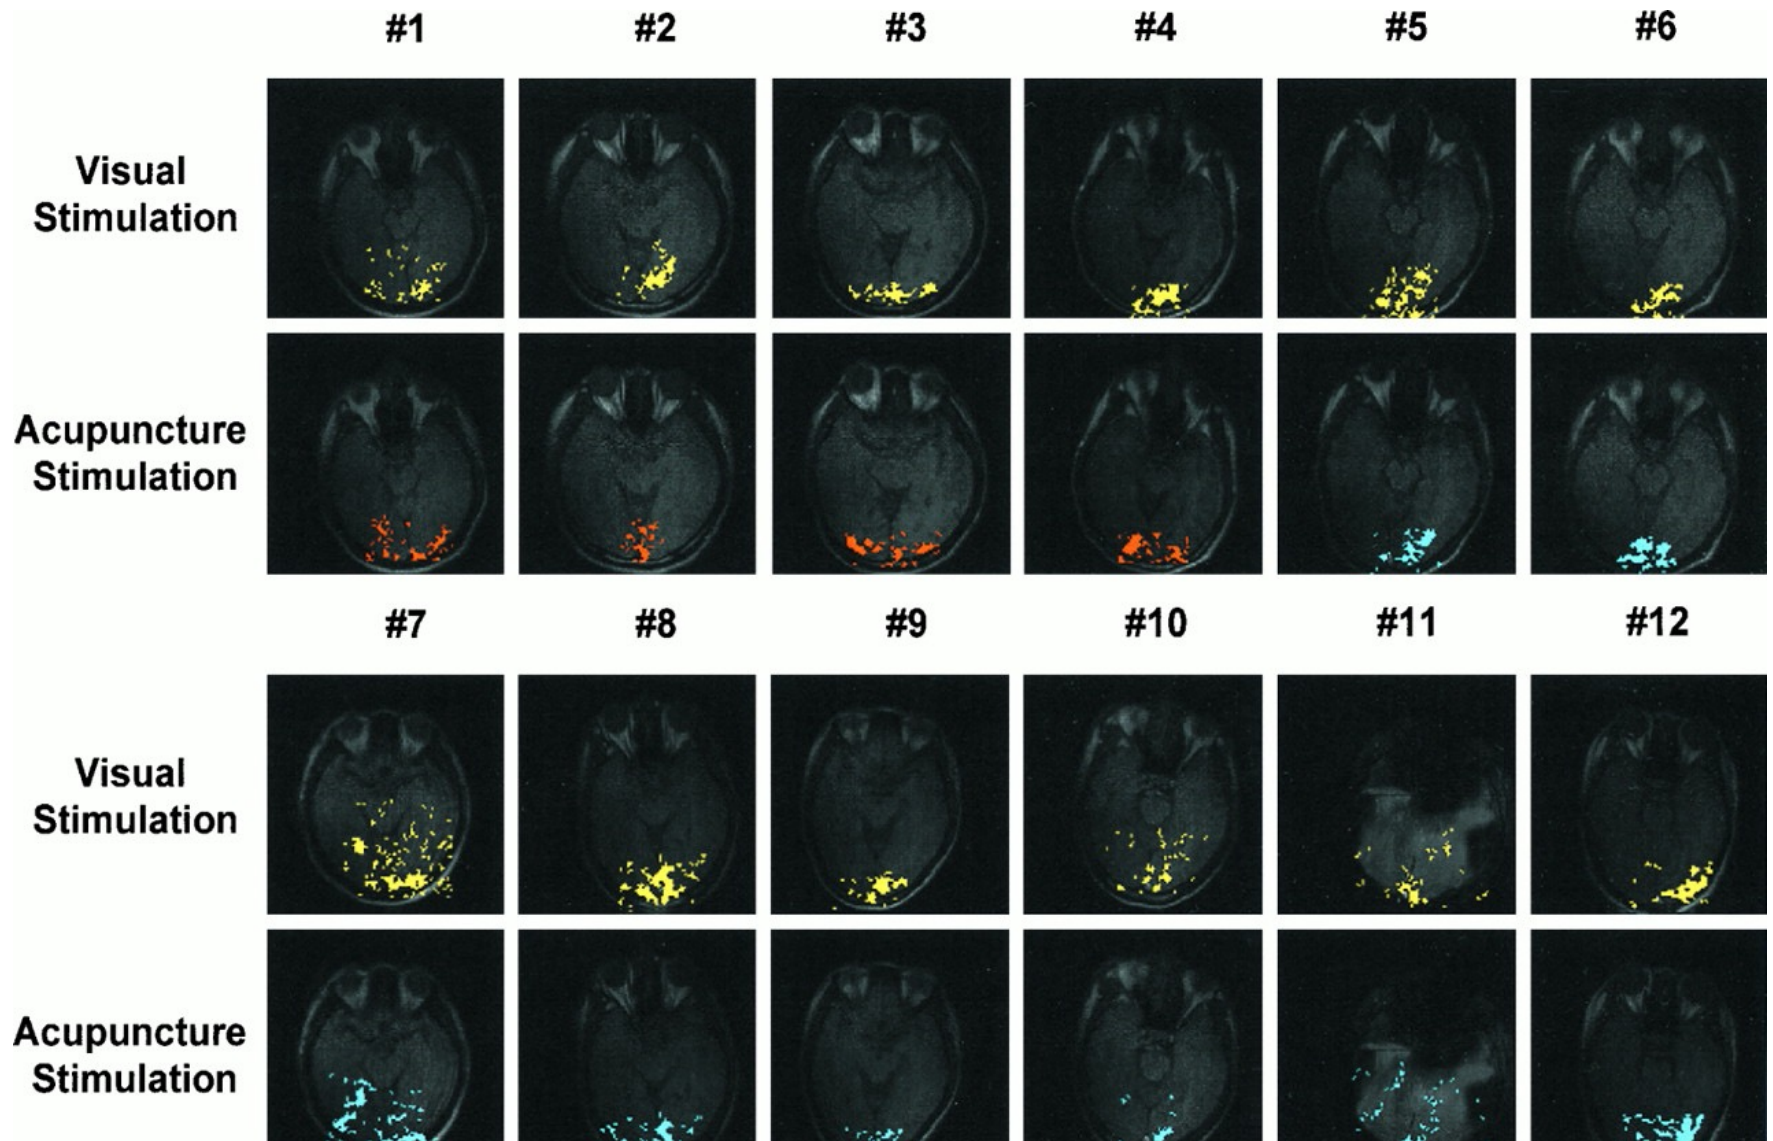 #1 #2 #3 #4 #5 #6
Visual
Stimulation
Acupuncture
Stimulation
#7 #8 #9 #10 #11 #12
Visual
Stimulation
Acupuncture
Stimulation